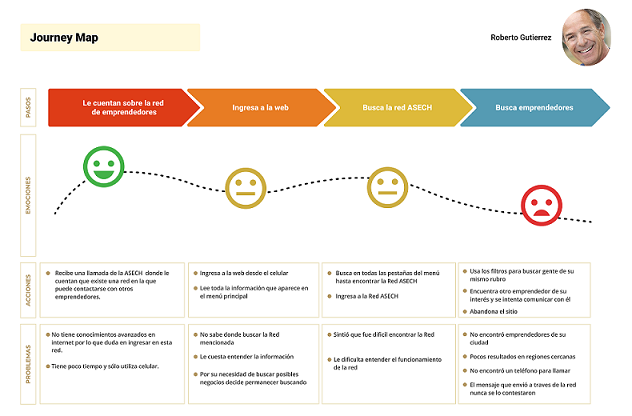 Journey Map
Roberto Gutierrez
PASOS
Le cuentan sobre la red
de emprendedores
Ingresa a la web
Busca la red ASECH
Busca emprendedores
EMOCIONES
ACCIONES
Recibe una llamada de la ASECH donde le
cuentan que existe una red en la que
puede contactarse con otros
emprendedores.
Ingresa a la web desde el celular
Lee toda la información que aparece en
el menú principal
Busca en todas las pestañas del menú
hasta encontrar la Red ASECH
Ingresa a la Red ASECH
Usa los filtros para buscar gente de su
mismo rubro
Encuentra otro emprendedor de su
interés y se intenta comunicar con él
Abandona el sitio
PROBLEMAS
No tiene conocimientos avanzados en
internet por lo que duda en ingresar en esta
red.
Tiene poco tiempo y sólo utiliza celular.
No sabe donde buscar la Red
mencionada
Le cuesta entender la información
Por su necesidad de buscar posibles
negocios decide permanecer buscando
Sintió que fue difícil encontrar la Red
Le dificulta entender el funcionamiento
de la red
No encontró emprendedores de su
ciudad
Pocos resultados en regiones cercanas
No encontró un teléfono para llamar
El mensaje que envió a traves de la red
nunca se lo contestaron